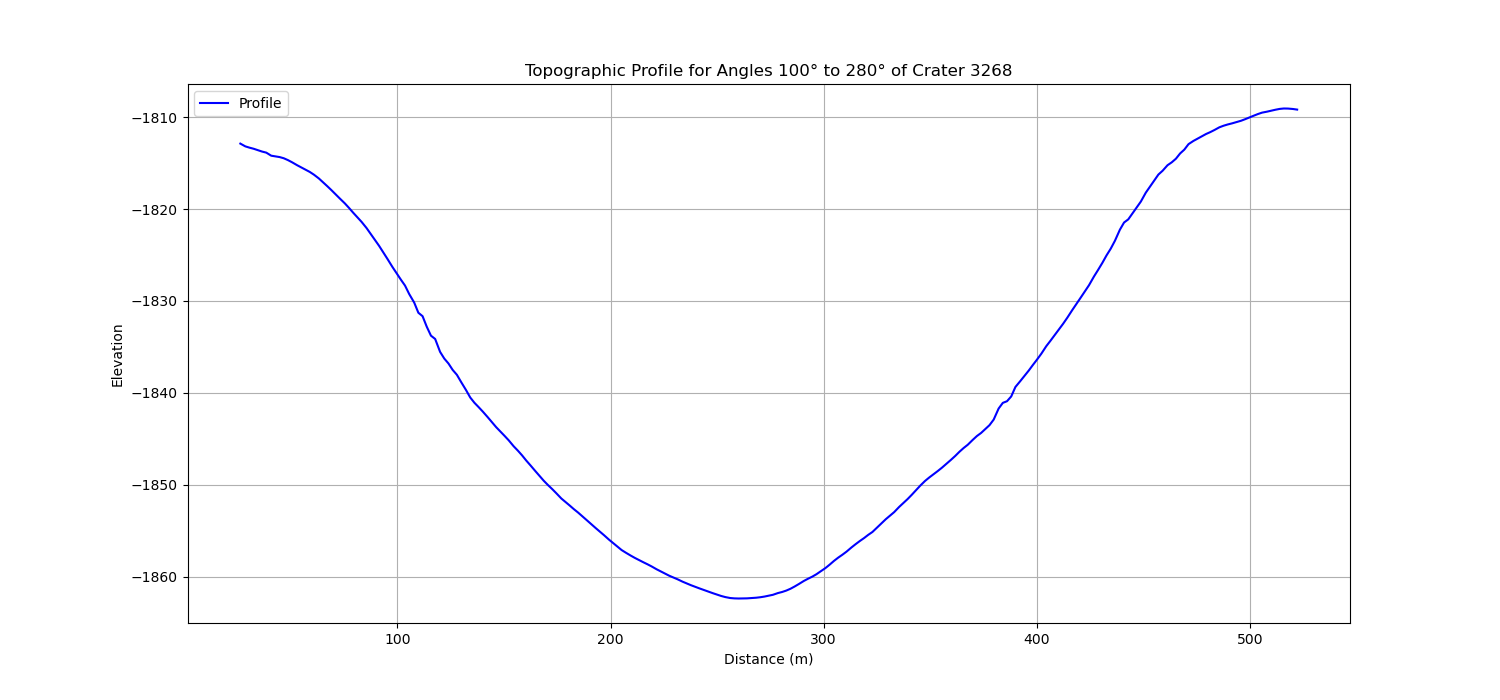 Topographic Profile for Angles 100° to 280° of Crater 3268
Profile
−1810
−1820
−1830
−1840
−1850
−1860
Elevation
100 200 300 400 500
Distance (m)